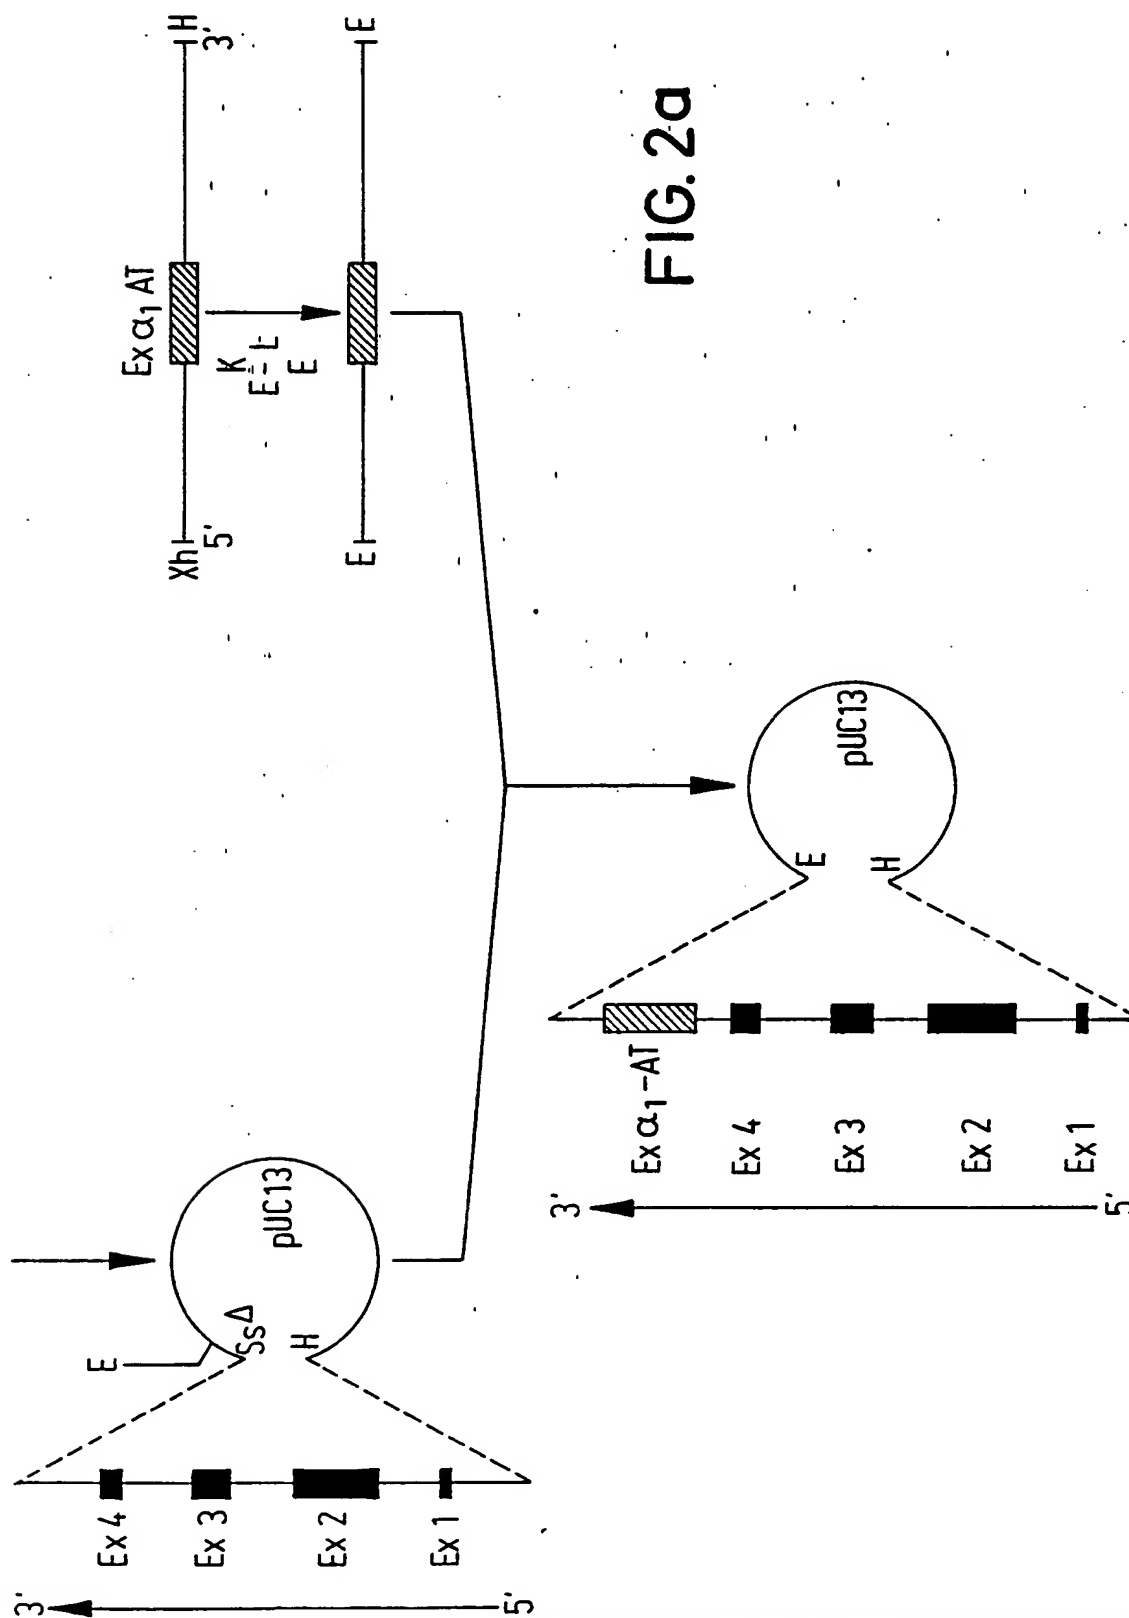 Xh
5'
Ex α₁ AT
H
3'
K
E-L
E
E
E
E
SsΔ
H
pUC13
3'
Ex 4
Ex 3
Ex 2
Ex 1
5'
E
H
pUC13
3'
Ex α₁-AT
Ex 4
Ex 3
Ex 2
Ex 1
5'
FIG. 2a